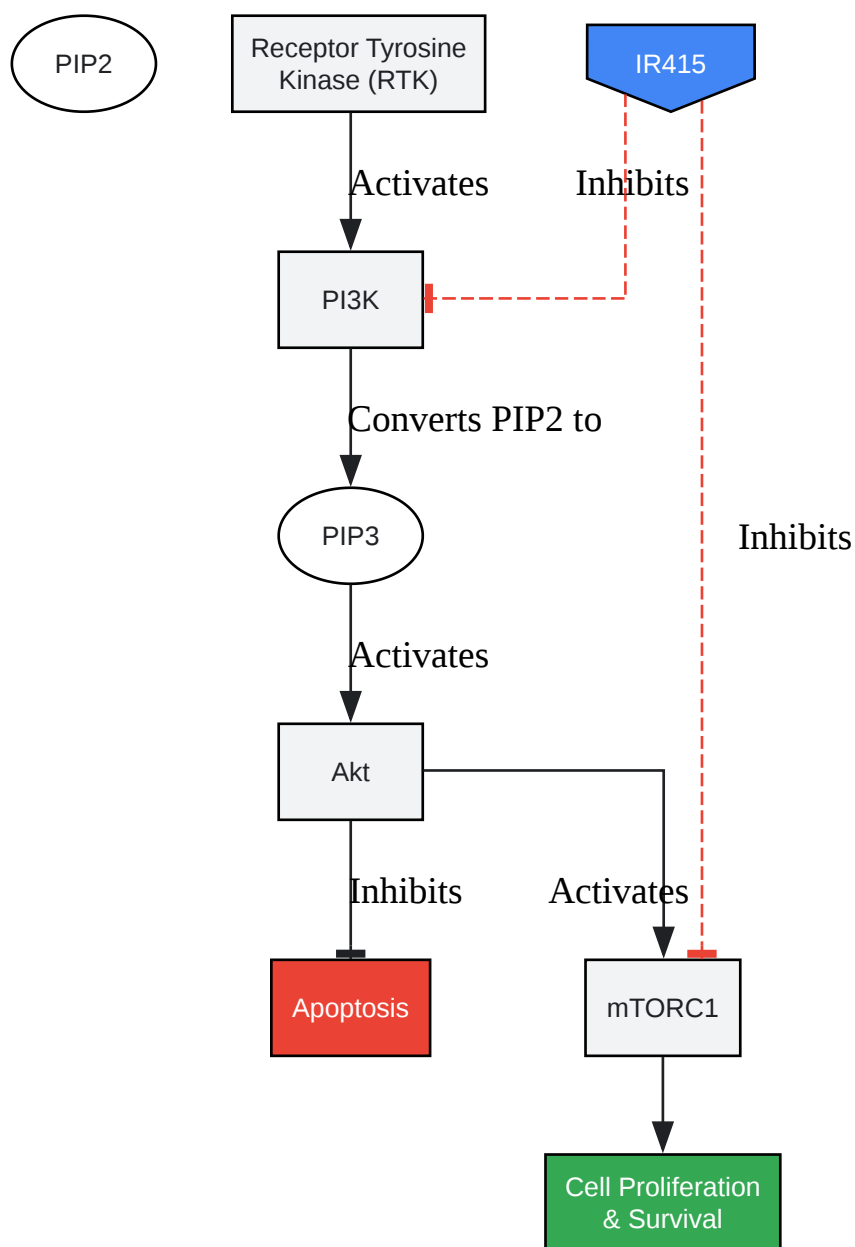 PIP2
Receptor Tyrosine
Kinase (RTK)
IR415
Activates
Inhibits
PI3K
Converts PIP2 to
PIP3
Inhibits
Activates
Akt
Inhibits
Activates
Apoptosis
mTORC1
Cell Proliferation
& Survival